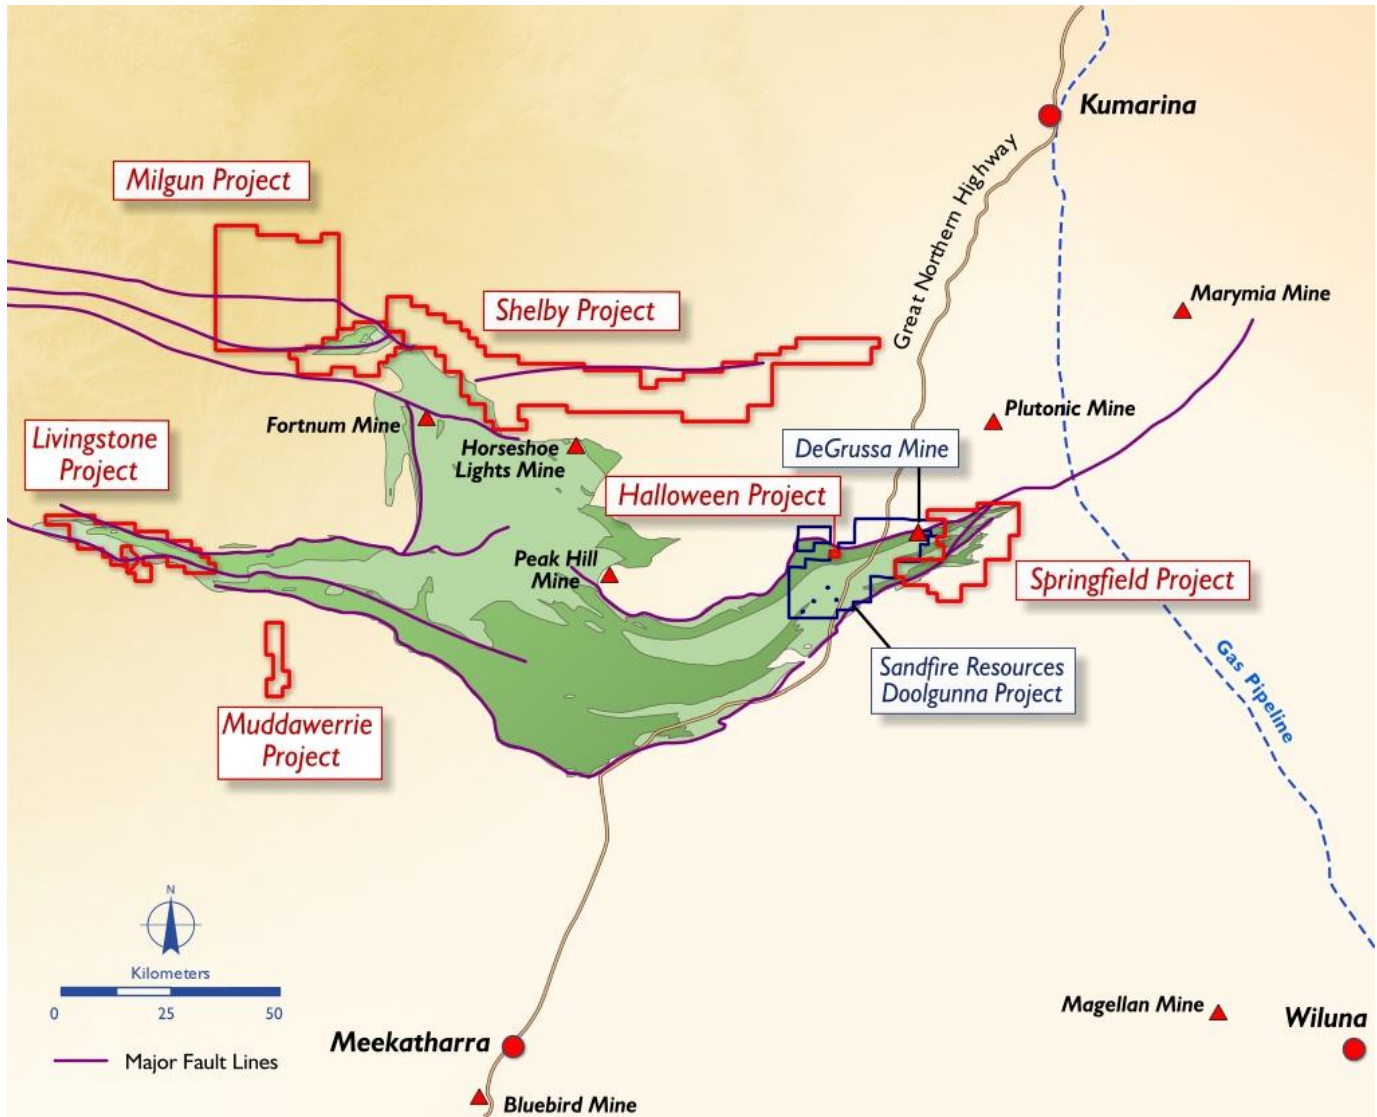 Kumarina
Milgun Project
Great Northern Highway
Marymia Mine
Shelby Project
Plutonic Mine
Fortnum Mine
Livingstone
Project
Horseshoe
Lights Mine
DeGrussa Mine
Halloween Project
Peak Hill
Mine
Springfield Project
Sandfire Resources
Doolgunna Project
Gas Pipeline
Muddawerrie
Project
N
Kilometers
0 25 50
Magellan Mine
Wiluna
Meekatharra
Major Fault Lines
Bluebird Mine